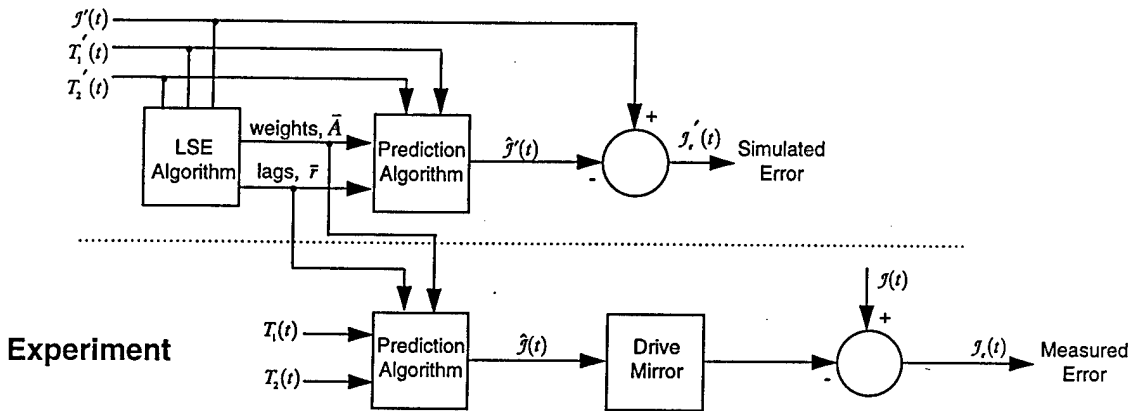 𝒥′(t)
T₁′(t)
T₂′(t)
LSE
Algorithm
weights, A̅
lags, r̅
Prediction
Algorithm
𝒥̂′(t)
+
-
𝒥ₑ′(t)
Simulated
Error
Experiment
T₁(t)
T₂(t)
Prediction
Algorithm
𝒥̂(t)
Drive
Mirror
𝒥(t)
+
-
𝒥ₑ(t)
Measured
Error